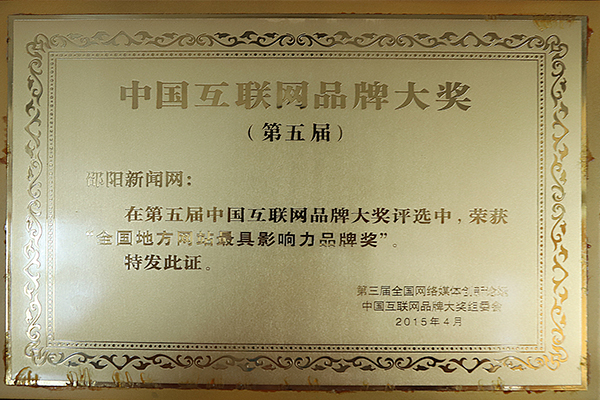 中国互联网品牌大奖
（第五届）
邵阳新闻网：
在第五届中国互联网品牌大奖评选中，荣获
“全国地方网站最具影响力品牌奖”。
特发此证。
第三届全国网络媒体创新论坛
中国互联网品牌大奖组委会
2015年4月